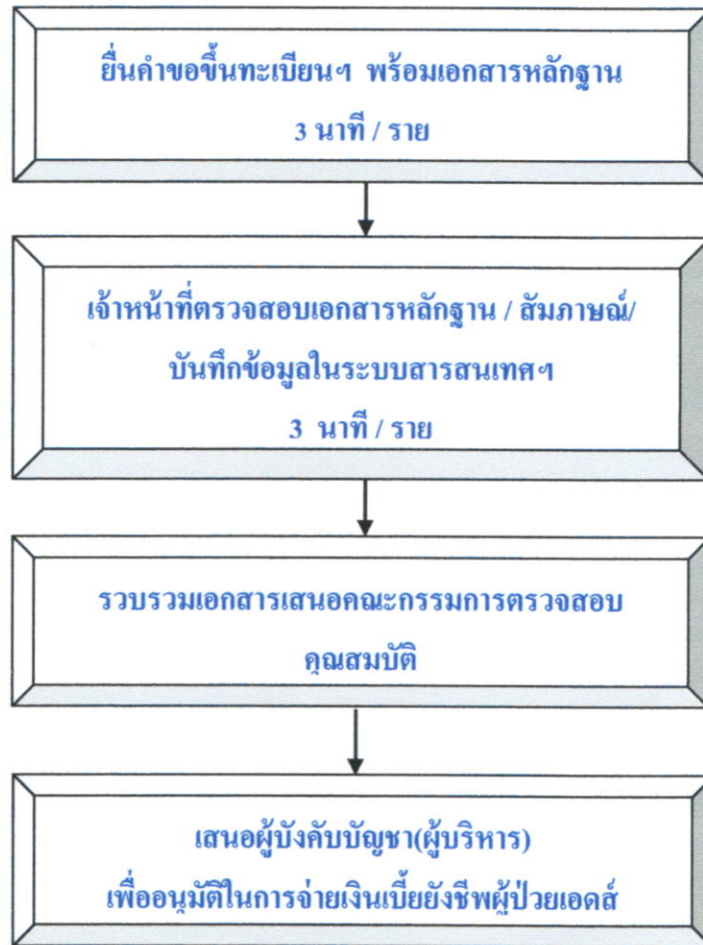 ยื่นคำขอขึ้นทะเบียนฯ พร้อมเอกสารหลักฐาน
3 นาที / ราย
เจ้าหน้าที่ตรวจสอบเอกสารหลักฐาน / สัมภาษณ์/
บันทึกข้อมูลในระบบสารสนเทศฯ
3 นาที / ราย
รวบรวมเอกสารเสนอคณะกรรมการตรวจสอบ
คุณสมบัติ
เสนอผู้บังคับบัญชา(ผู้บริหาร)
เพื่ออนุมัติในการจ่ายเงินเบี้ยยังชีพผู้ป่วยเอดส์